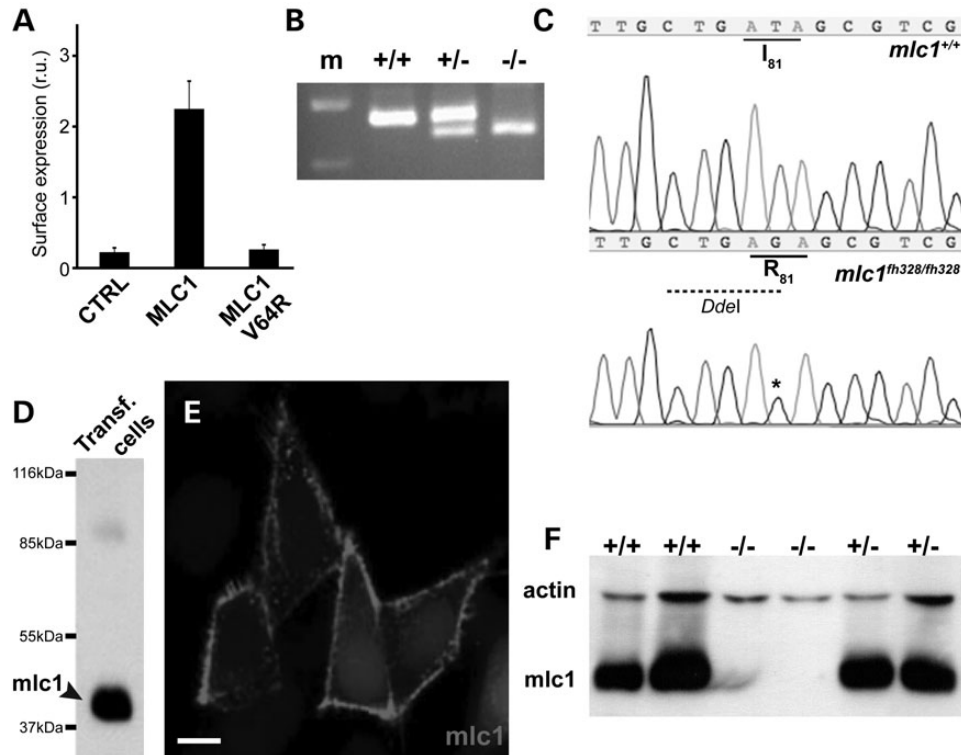 A
Surface expression (r.u.)
3
2
1
0
CTRL
MLC1
MLC1
V64R
B
m +/+ +/- -/-
C
T T G C T G A T A G C G T C G
I81
mlc1+/+
T T G C T G A G A G C G T C G
R81
mlc1fh328/fh328
DdeI
*
D
Transf.
cells
116kDa
85kDa
55kDa
mlc1
37kDa
E
mlc1
F
+/+ +/+ -/- -/- +/- +/-
actin
mlc1